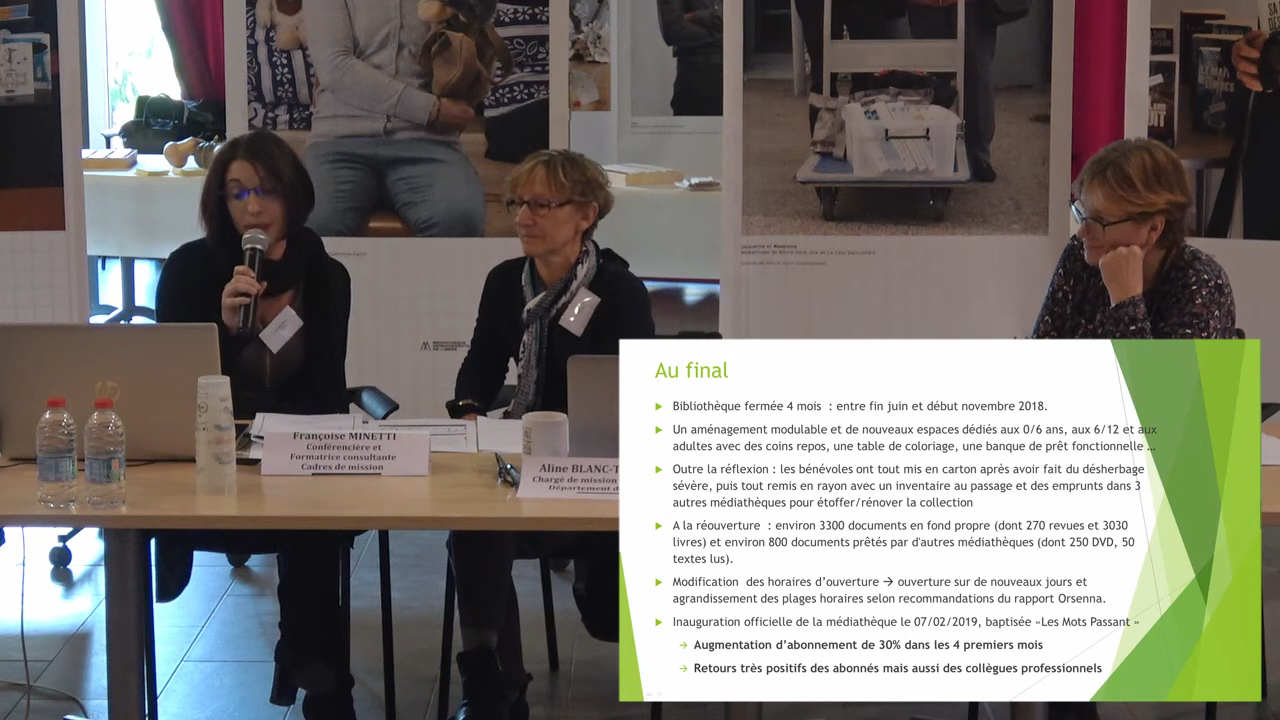 Françoise MINETTI
Conférencière et
Formatrice consultante
Cadres de mission
Aline BLANC-T
Chargé de mission
Département d
Au final
Bibliothèque fermée 4 mois : entre fin juin et début novembre 2018.
Un aménagement modulable et de nouveaux espaces dédiés aux 0/6 ans, aux 6/12 et aux
adultes avec des coins repos, une table de coloriage, une banque de prêt fonctionnelle …
Outre la réflexion : les bénévoles ont tout mis en carton après avoir fait du désherbage
sévère, puis tout remis en rayon avec un inventaire au passage et des emprunts dans 3
autres médiathèques pour étoffer/rénover la collection
A la réouverture : environ 3300 documents en fond propre (dont 270 revues et 3030
livres) et environ 800 documents prêtés par d'autres médiathèques (dont 250 DVD, 50
textes lus).
Modification des horaires d’ouverture → ouverture sur de nouveaux jours et
agrandissement des plages horaires selon recommandations du rapport Orsenna.
Inauguration officielle de la médiathèque le 07/02/2019, baptisée «Les Mots Passant »
→ Augmentation d’abonnement de 30% dans les 4 premiers mois
→ Retours très positifs des abonnés mais aussi des collègues professionnels